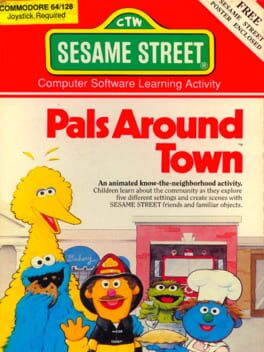 COMMODORE 64/128
Joystick Required
CTW
FREE
SESAME STREET
POSTER ENCLOSED
SESAME STREET®
Computer Software Learning Activity
Pals Around
Town™
An animated know-the-neighborhood activity.
Children learn about the community as they explore
five different settings and create scenes with
SESAME STREET friends and familiar objects.
Bakery